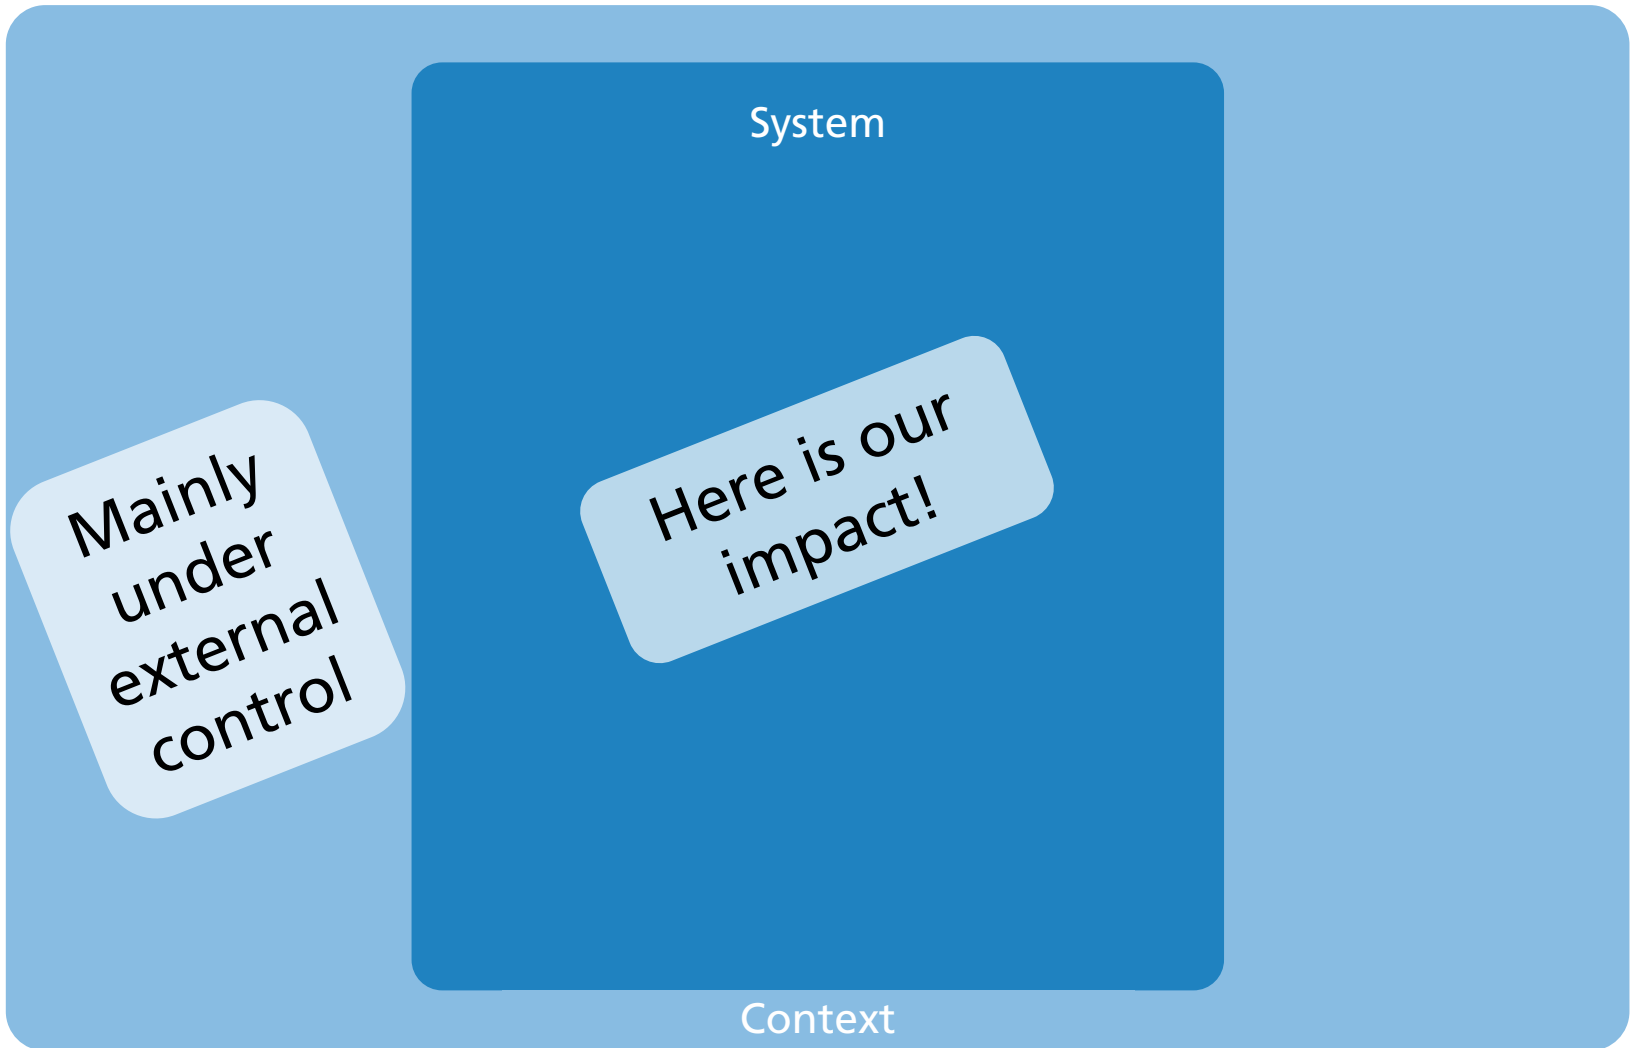 System
Here is our
impact!
Mainly
under
external
control
Context